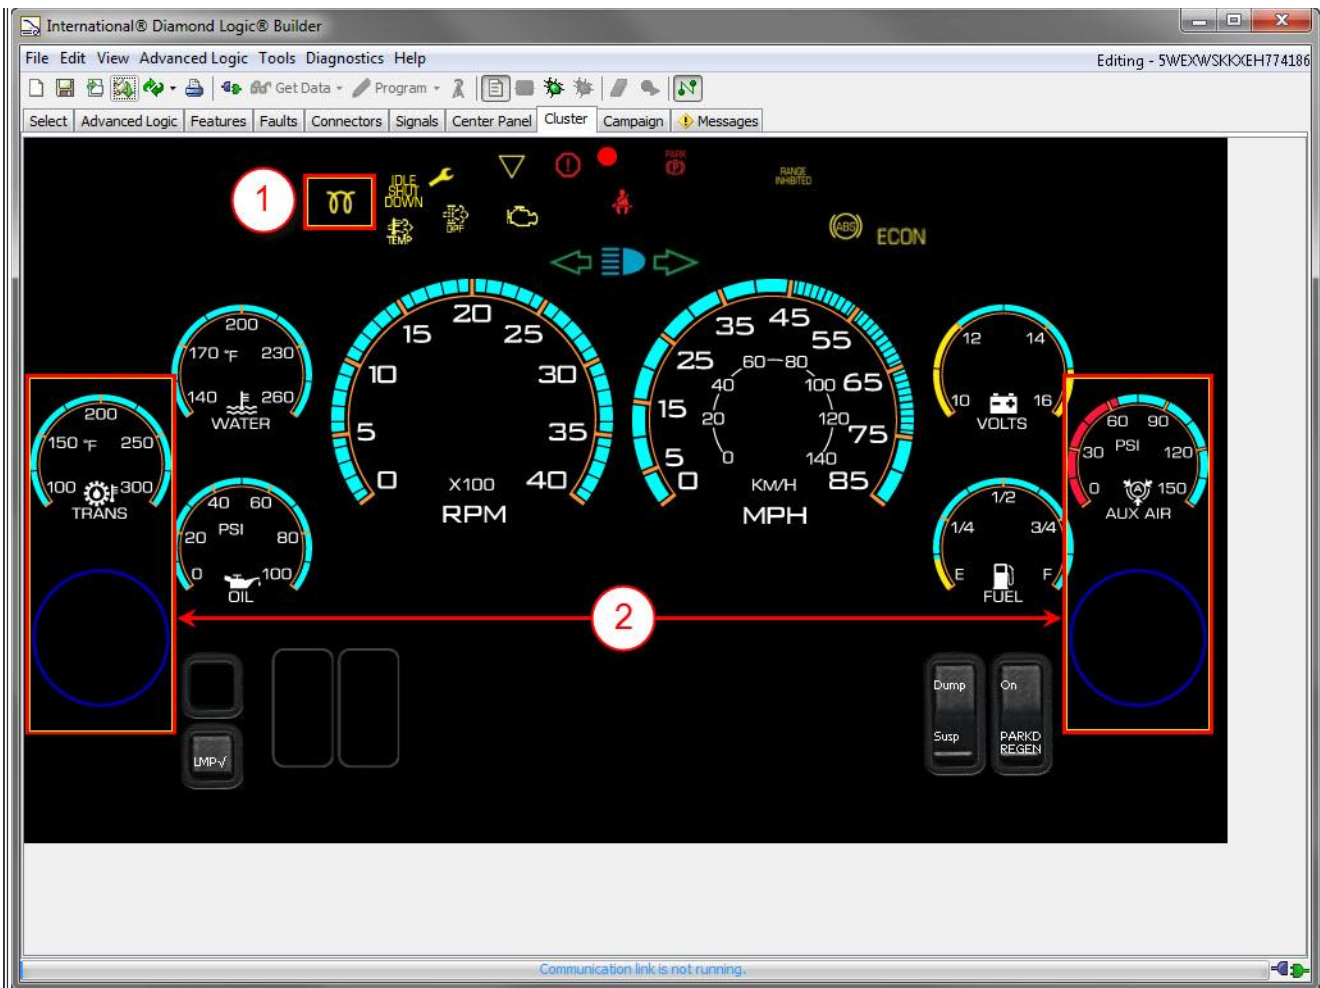 International® Diamond Logic® Builder
File Edit View Advanced Logic Tools Diagnostics Help
Editing - 5WEXWSKKXEH774186
Get Data Program
Select Advanced Logic Features Faults Connectors Signals Center Panel Cluster Campaign Messages
1
IDLE
SHUT
DOWN
TEMP
DPF
PARK
(P)
RANGE
INHIBITED
ABS
ECON
140 170 200 230 260
°F
WATER
100 150 200 250 300
°F
TRANS
0 20 40 60 80 100
PSI
OIL
0 5 10 15 20 25 30 35 40
X100
RPM
0 5 15 25 35 45 55 65 75 85
0 20 40 60 80 100 120 140
KM/H
MPH
10 12 14 16
VOLTS
E 1/4 1/2 3/4 F
FUEL
0 30 60 90 120 150
PSI
A
AUX AIR
2
LMP√
Dump
Susp
On
PARKD
REGEN
Communication link is not running.